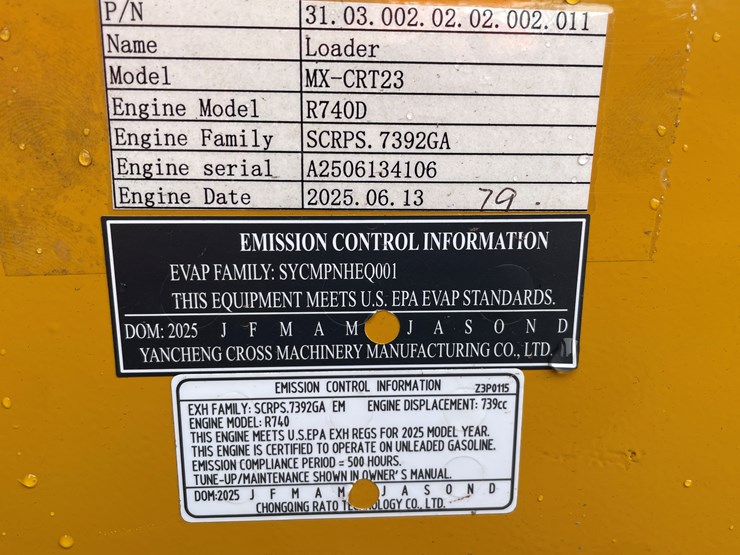 P/N 31.03.002.02.02.002.011
Name Loader
Model MX-CRT23
Engine Model R740D
Engine Family SCRPS.7392GA
Engine serial A2506134106
Engine Date 2025.06.13 79.
EMISSION CONTROL INFORMATION
EVAP FAMILY: SYCMPNHEQ001
THIS EQUIPMENT MEETS U.S. EPA EVAP STANDARDS.
DOM: 2025 J F M A M J A S O N D
YANCHENG CROSS MACHINERY MANUFACTURING CO., LTD.
EMISSION CONTROL INFORMATION Z3P0115
EXH FAMILY: SCRPS.7392GA EM ENGINE DISPLACEMENT: 739cc
ENGINE MODEL: R740
THIS ENGINE MEETS U.S.EPA EXH REGS FOR 2025 MODEL YEAR.
THIS ENGINE IS CERTIFIED TO OPERATE ON UNLEADED GASOLINE.
EMISSION COMPLIANCE PERIOD = 500 HOURS.
TUNE-UP/MAINTENANCE SHOWN IN OWNER'S MANUAL.
DOM:2025 J F M A M J A S O N D
CHONGQING RATO CO., LTD.